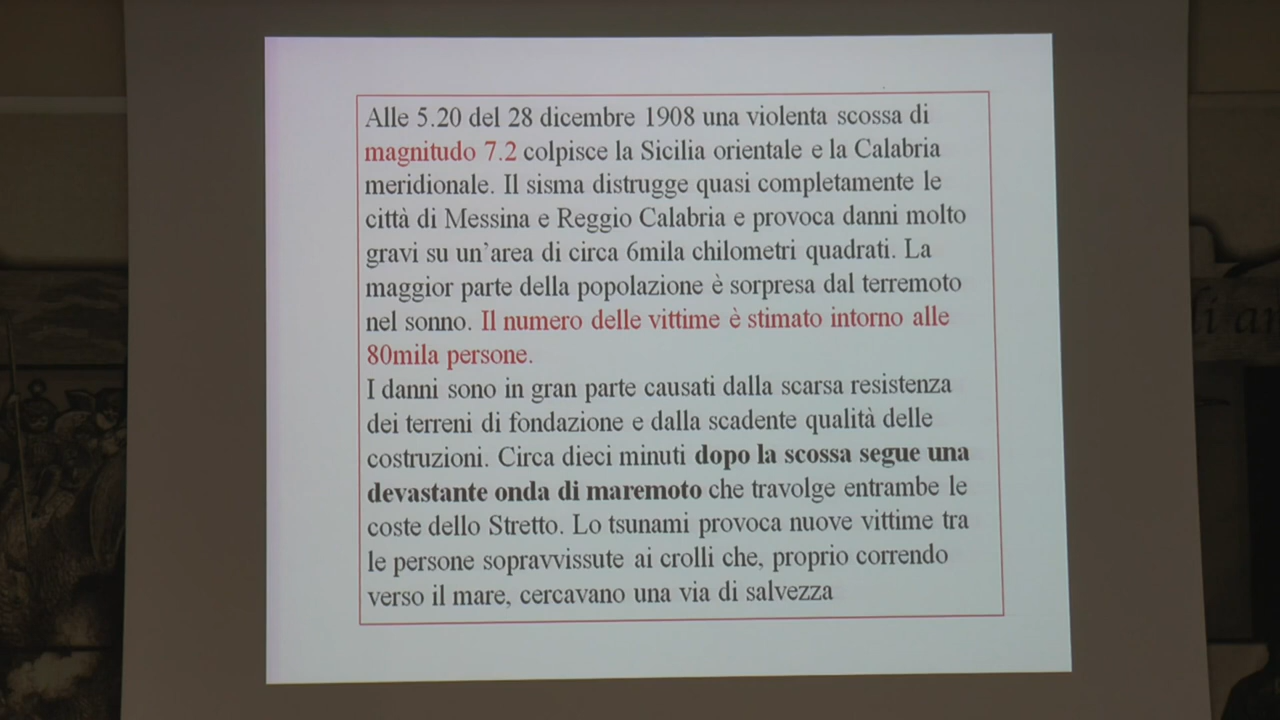 Alle 5.20 del 28 dicembre 1908 una violenta scossa di
magnitudo 7.2 colpisce la Sicilia orientale e la Calabria
meridionale. Il sisma distrugge quasi completamente le
città di Messina e Reggio Calabria e provoca danni molto
gravi su un'area di circa 6mila chilometri quadrati. La
maggior parte della popolazione è sorpresa dal terremoto
nel sonno. Il numero delle vittime è stimato intorno alle
80mila persone.
I danni sono in gran parte causati dalla scarsa resistenza
dei terreni di fondazione e dalla scadente qualità delle
costruzioni. Circa dieci minuti dopo la scossa segue una
devastante onda di maremoto che travolge entrambe le
coste dello Stretto. Lo tsunami provoca nuove vittime tra
le persone sopravvissute ai crolli che, proprio correndo
verso il mare, cercavano una via di salvezza